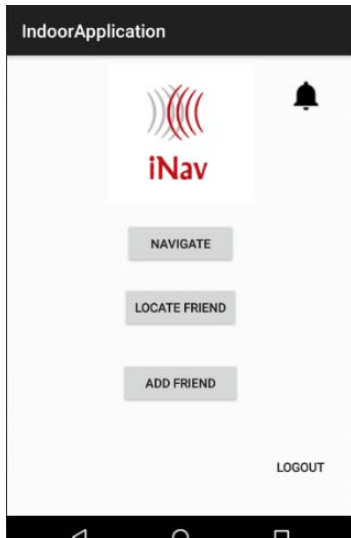 IndoorApplication
iNav
NAVIGATE
LOCATE FRIEND
ADD FRIEND
LOGOUT